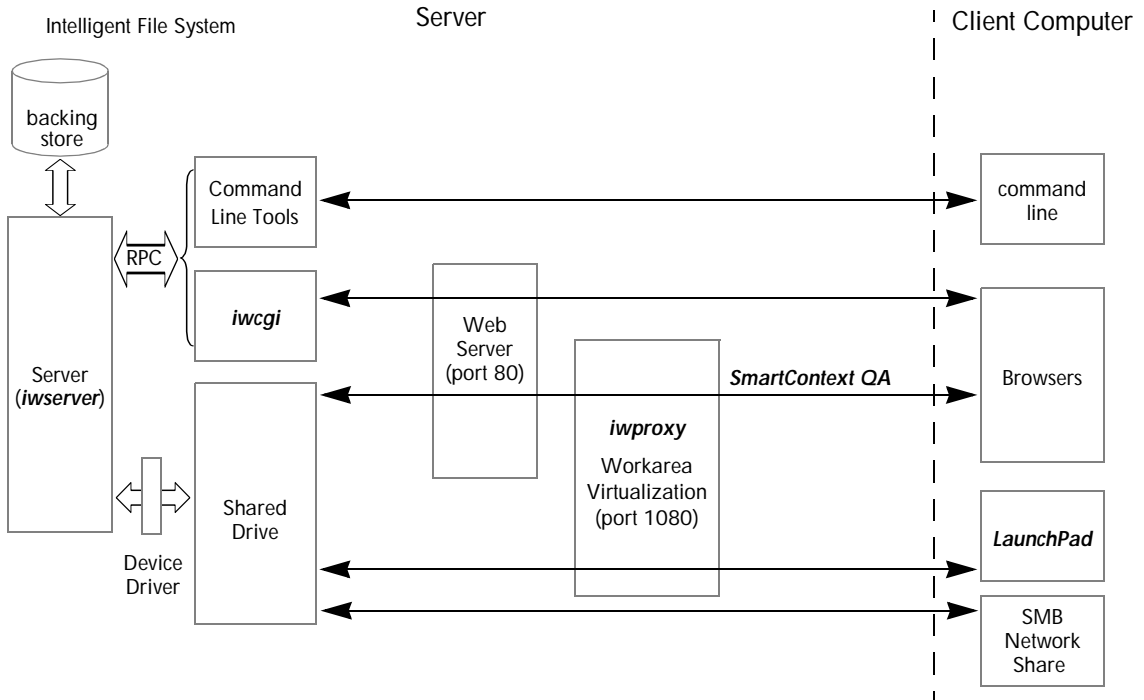 Intelligent File System
Server
Client Computer
backing
store
Command
Line Tools
command
line
RPC
iwcgi
Web
Server
(port 80)
Server
(iwserver)
SmartContext QA
Browsers
iwproxy
Workarea
Virtualization
(port 1080)
Shared
Drive
Device
Driver
LaunchPad
SMB
Network
Share